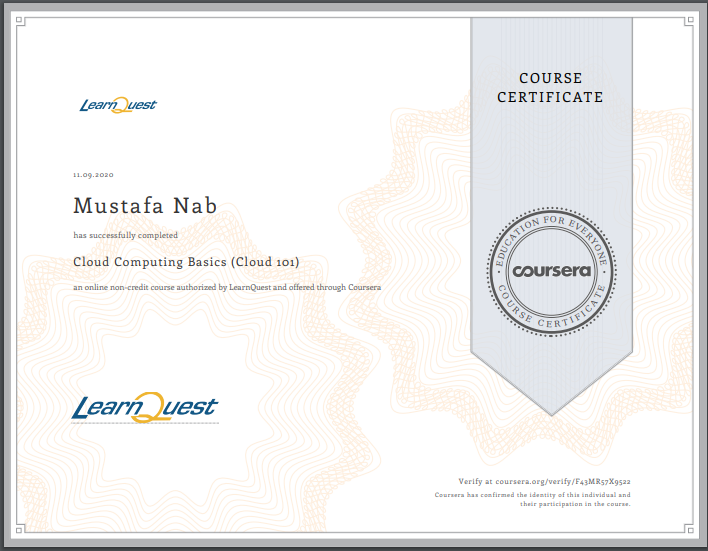 COURSE
CERTIFICATE
LearnQuest
11.09.2020
Mustafa Nab
has successfully completed
Cloud Computing Basics (Cloud 101)
an online non-credit course authorized by LearnQuest and offered through Coursera
EDUCATION FOR EVERYONE
coursera
COURSE CERTIFICATE
LearnQuest
Verify at coursera.org/verify/F43MR57X9522
Coursera has confirmed the identity of this individual and
their participation in the course.